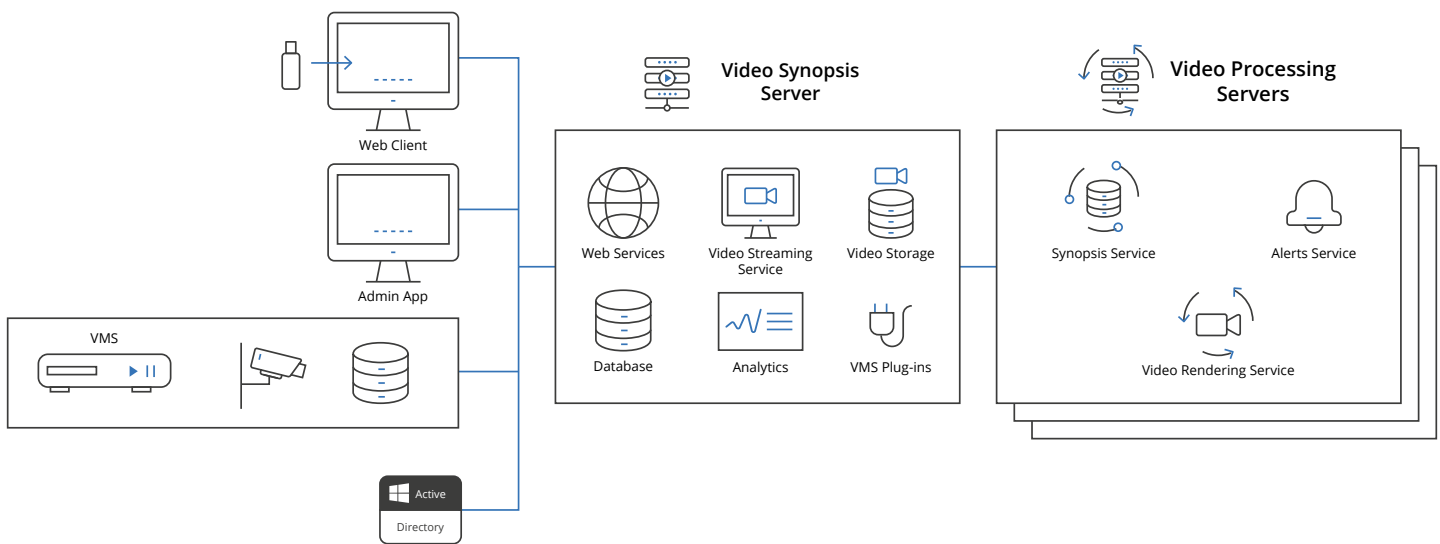 Web Client
Admin App
VMS
Active
Directory
Video Synopsis
Server
Web Services
Video Streaming
Service
Video Storage
Database
Analytics
VMS Plug-ins
Video Processing
Servers
Synopsis Service
Alerts Service
Video Rendering Service